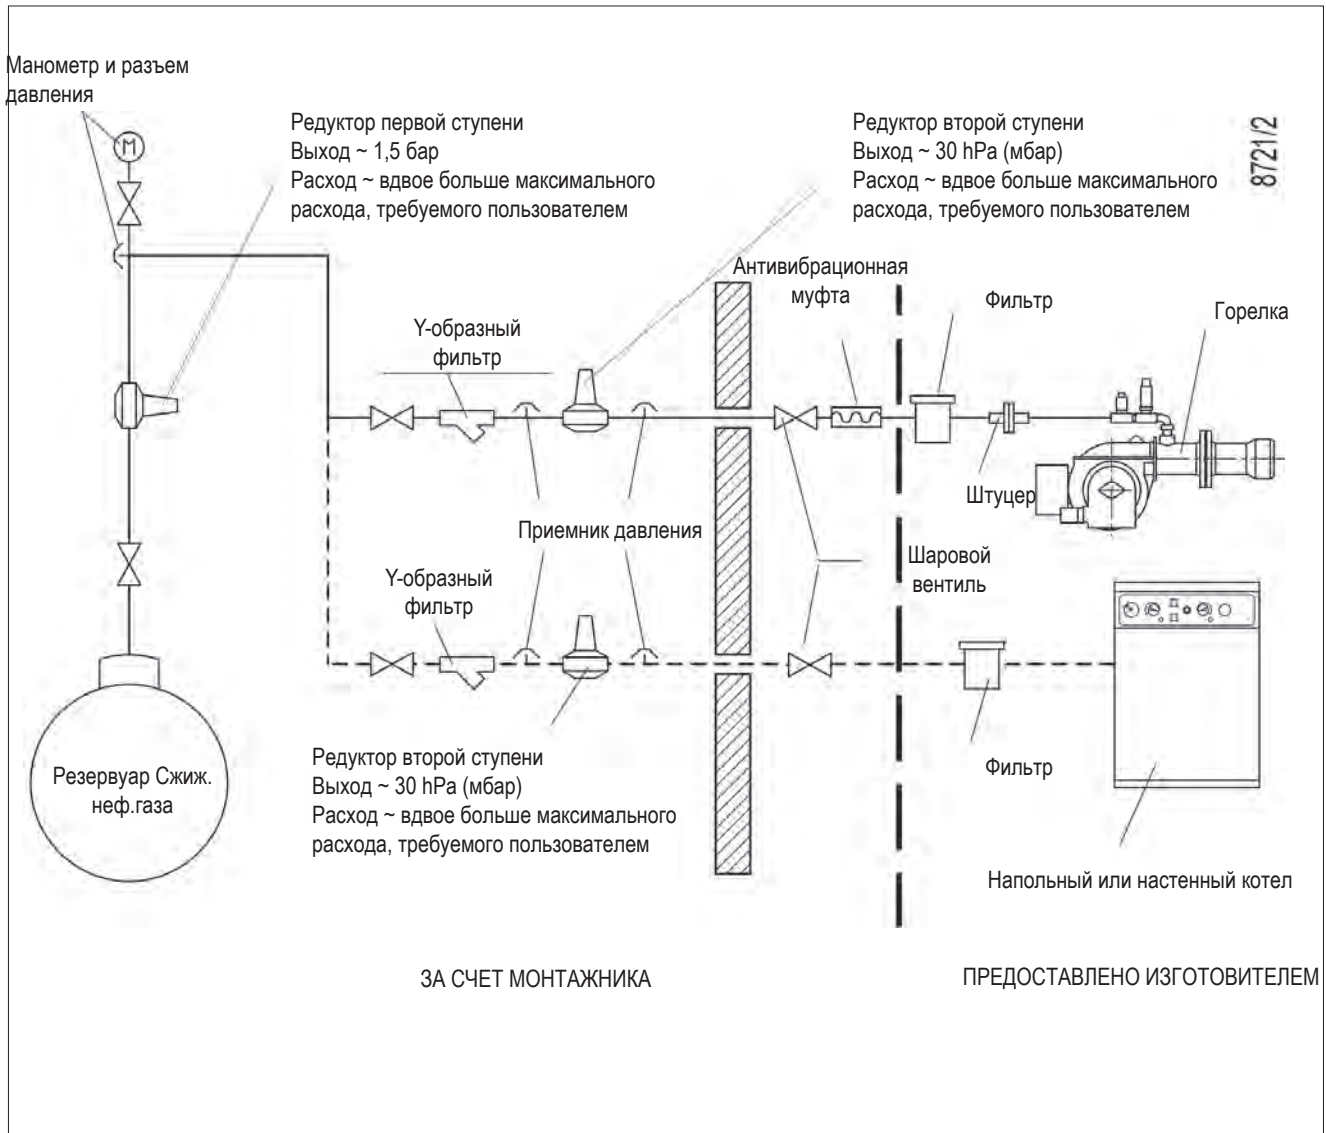 Манометр и разъем
давления
M
Редуктор первой ступени
Выход ~ 1,5 бар
Расход ~ вдвое больше максимального
расхода, требуемого пользователем
Редуктор второй ступени
Выход ~ 30 hPa (мбар)
Расход ~ вдвое больше максимального
расхода, требуемого пользователем
8721/2
Антивибрационная
муфта
Y-образный
фильтр
Фильтр
Горелка
Штуцер
Приемник давления
Шаровой
вентиль
Y-образный
фильтр
Редуктор второй ступени
Выход ~ 30 hPa (мбар)
Расход ~ вдвое больше максимального
расхода, требуемого пользователем
Резервуар Сжиж.
неф.газа
Фильтр
Напольный или настенный котел
ЗА СЧЕТ МОНТАЖНИКА
ПРЕДОСТАВЛЕНО ИЗГОТОВИТЕЛЕМ